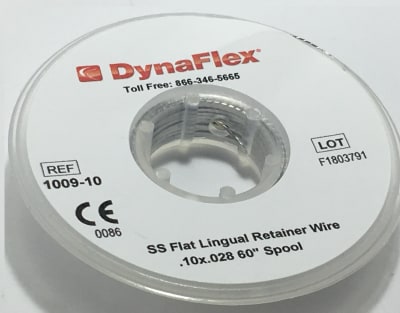 DynaFlex®
Toll Free: 866-346-5665
REF
1009-10
LOT
F1803791
CE
0086
SS Flat Lingual Retainer Wire
.10x.028 60" Spool